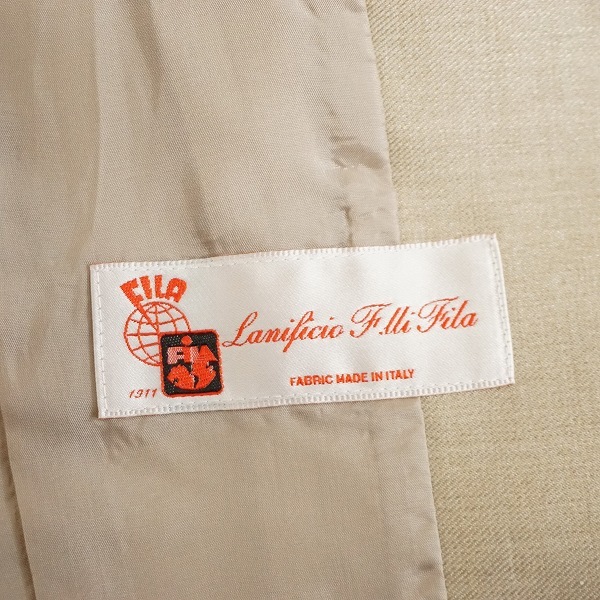 FILA
FILA
1911
Lanificio F.lli Fila
FABRIC MADE IN ITALY